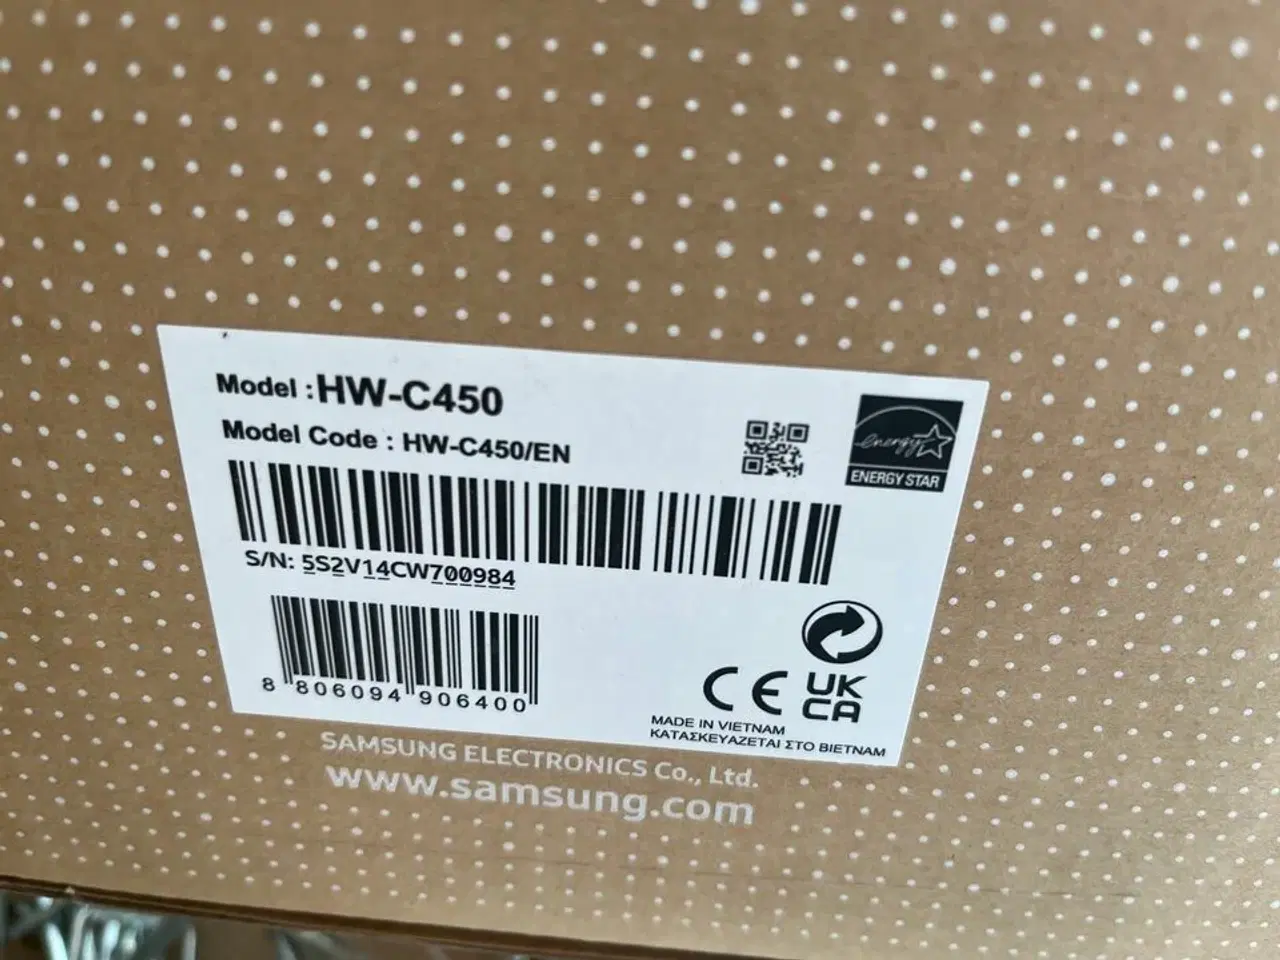 Model : HW-C450
Model Code : HW-C450/EN
energy
ENERGY STAR
S/N: 5S2V14CW700984
8 806094 906400
CE UK
CA
MADE IN VIETNAM
ΚΑΤΑΣΚΕΥΑΖΕΤΑΙ ΣΤΟ ΒΙΕΤΝΑΜ
SAMSUNG ELECTRONICS Co., Ltd.
www.samsung.com